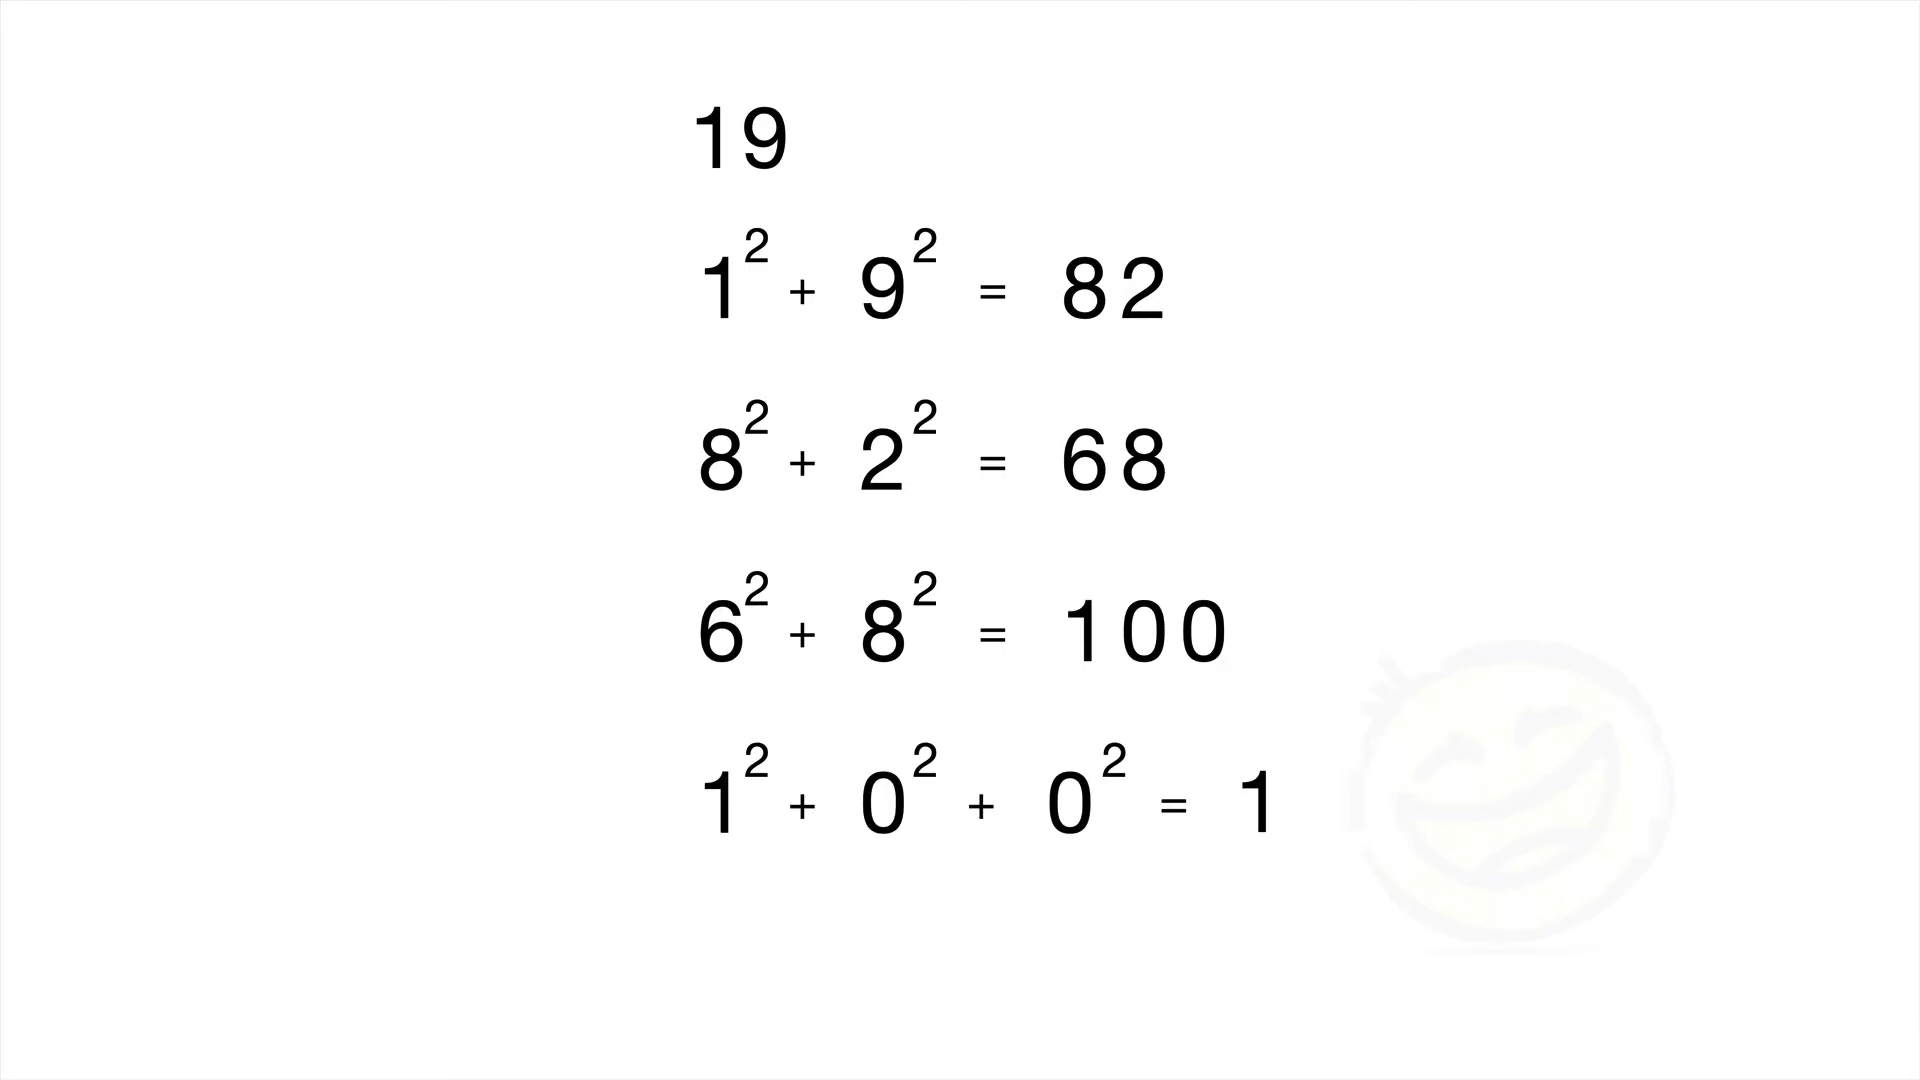 19
1² + 9² = 82
8² + 2² = 68
6² + 8² = 100
1² + 0² + 0² = 1